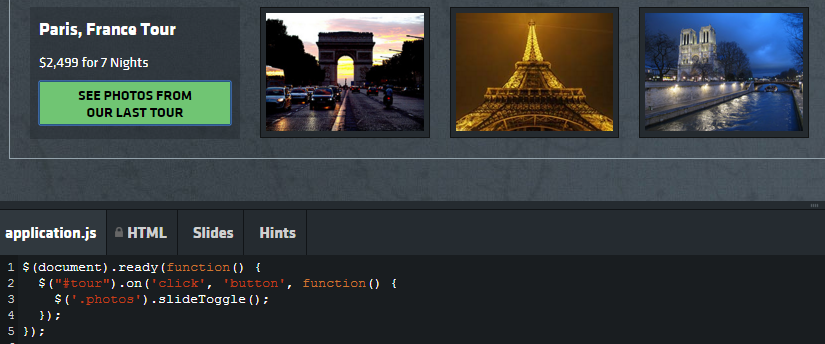 Paris, France Tour
$2,499 for 7 Nights
SEE PHOTOS FROM
OUR LAST TOUR
application.js HTML Slides Hints
1 $(document).ready(function() {
2   $("#tour").on('click', 'button', function() {
3     $('.photos').slideToggle();
4   });
5 });